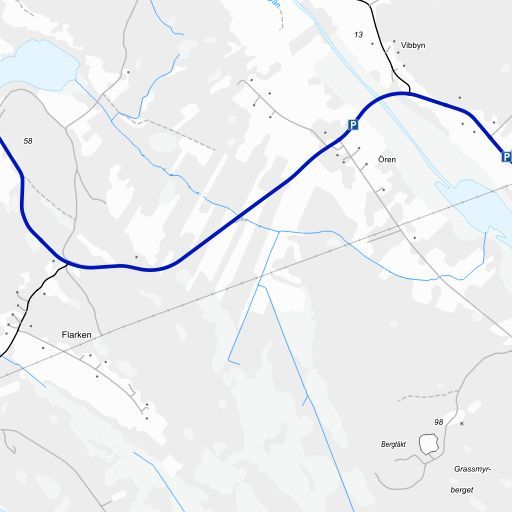 13
Vibbyn
P
58
Ören
P
Flarken
98
Bergtäkt
Grassmyr-
berget